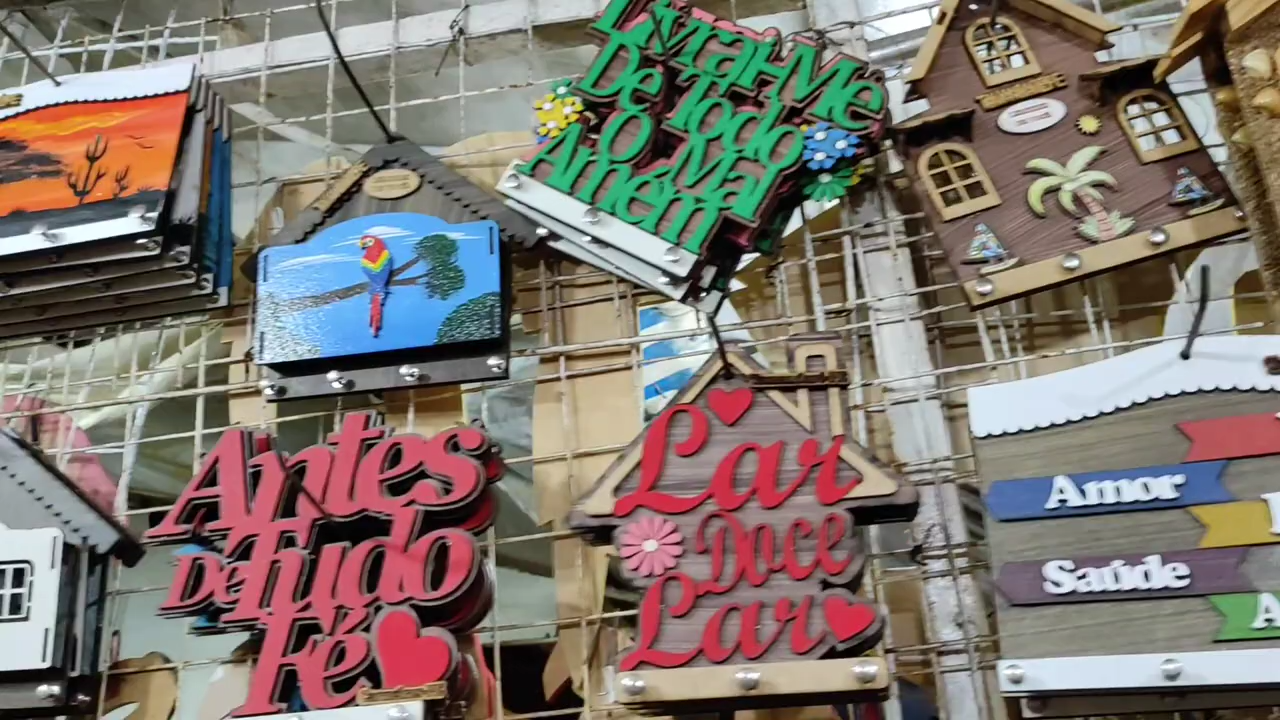 Livrai-Me
De Todo
O Mal
Amém
Antes
De Tudo
Fé
Lar
Doce
Lar
Amor
Saúde